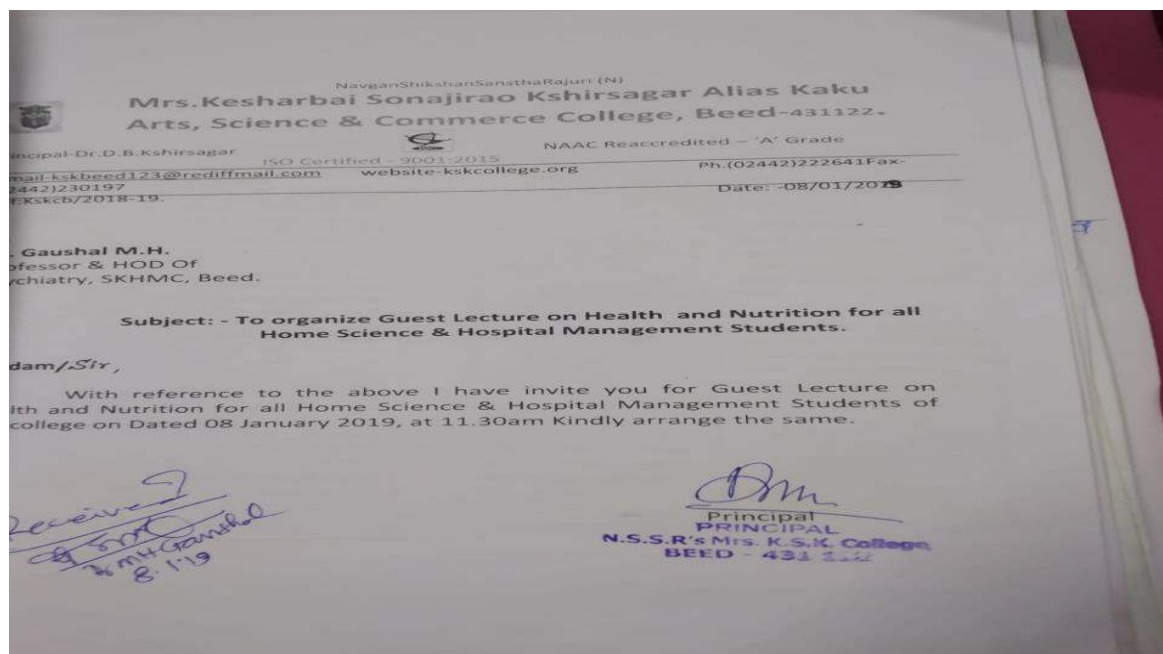 NavganShikshanSansthaRajuri (N)
Mrs.Kesharbai Sonajirao Kshirsagar Alias Kaku
Arts, Science & Commerce College, Beed-431122.
incipal-Dr.D.B.Kshirsagar
ISO Certified - 9001:2015
NAAC Reaccredited – 'A' Grade
mail-kskbeed123@rediffmail.com website-kskcollege.org Ph.(02442)222641Fax-
2442)230197
f:Kskcb/2018-19. Date: -08/01/2019
. Gaushal M.H.
ofessor & HOD Of
ychiatry, SKHMC, Beed.
Subject: - To organize Guest Lecture on Health and Nutrition for all
Home Science & Hospital Management Students.
dam/Sir,
With reference to the above I have invite you for Guest Lecture on
lth and Nutrition for all Home Science & Hospital Management Students of
college on Dated 08 January 2019, at 11.30am Kindly arrange the same.
Received
8.1.19
Principal
PRINCIPAL
N.S.S.R's Mrs. K.S.K. College
BEED - 431